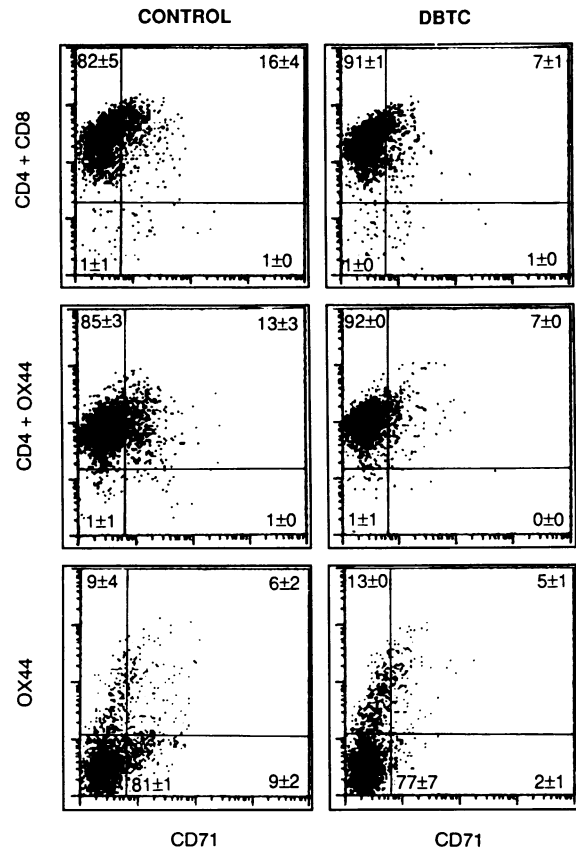 CONTROL DBTC
CD4 + CD8
82±5 16±4 91±1 7±1
1±1 1±0 1±0 1±0
CD4 + OX44
85±3 13±3 92±0 7±0
1±1 1±0 1±1 0±0
OX44
9±4 6±2 13±0 5±1
81±1 9±2 77±7 2±1
CD71 CD71